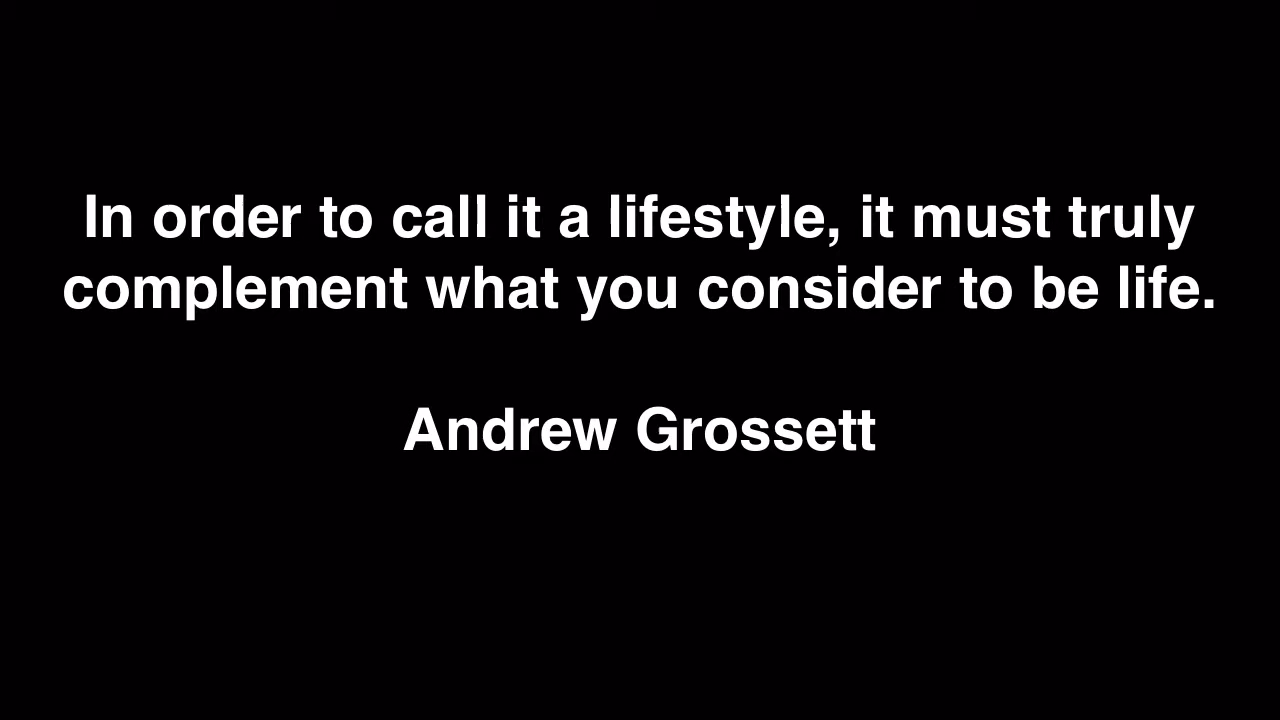 In order to call it a lifestyle, it must truly
complement what you consider to be life.
Andrew Grossett